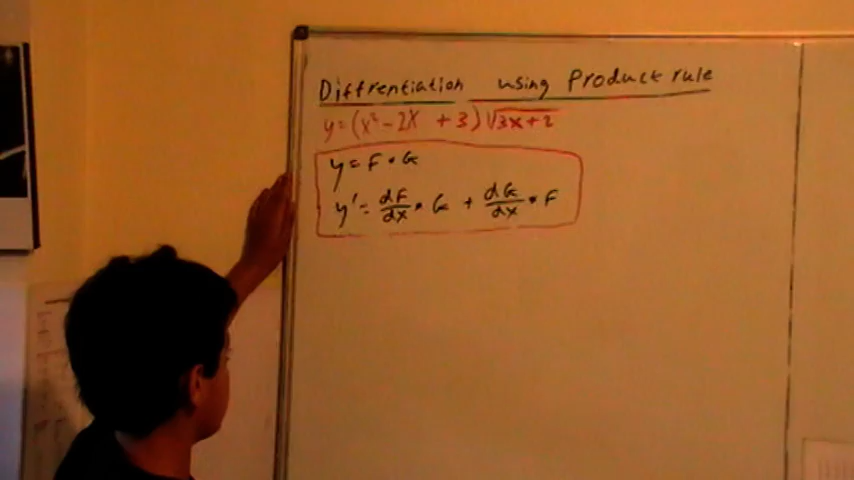 Diffrentiation using Product rule
y=(x²-2x +3)√3x+2
y=F•G
y'=dF/dx•G + dG/dx•F